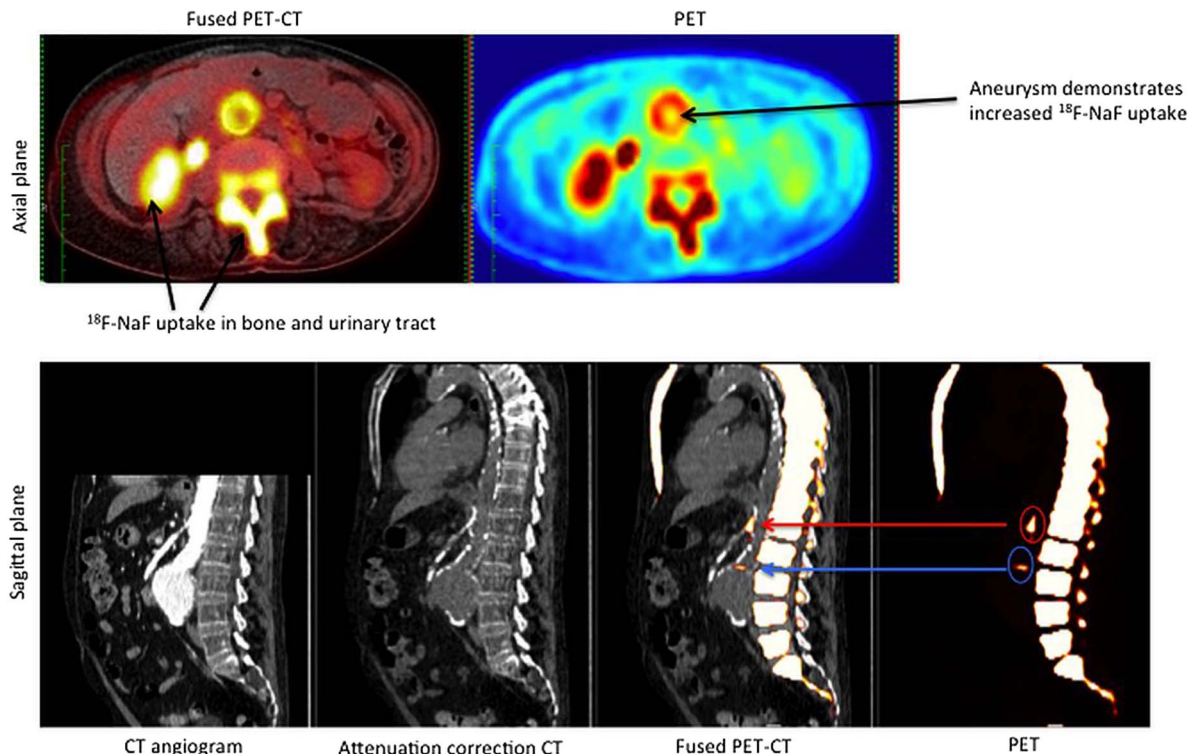 Fused PET-CT
PET
Aneurysm demonstrates
increased ¹⁸F-NaF uptake
Axial plane
¹⁸F-NaF uptake in bone and urinary tract
Sagittal plane
CT angiogram
Attenuation correction CT
Fused PET-CT
PET